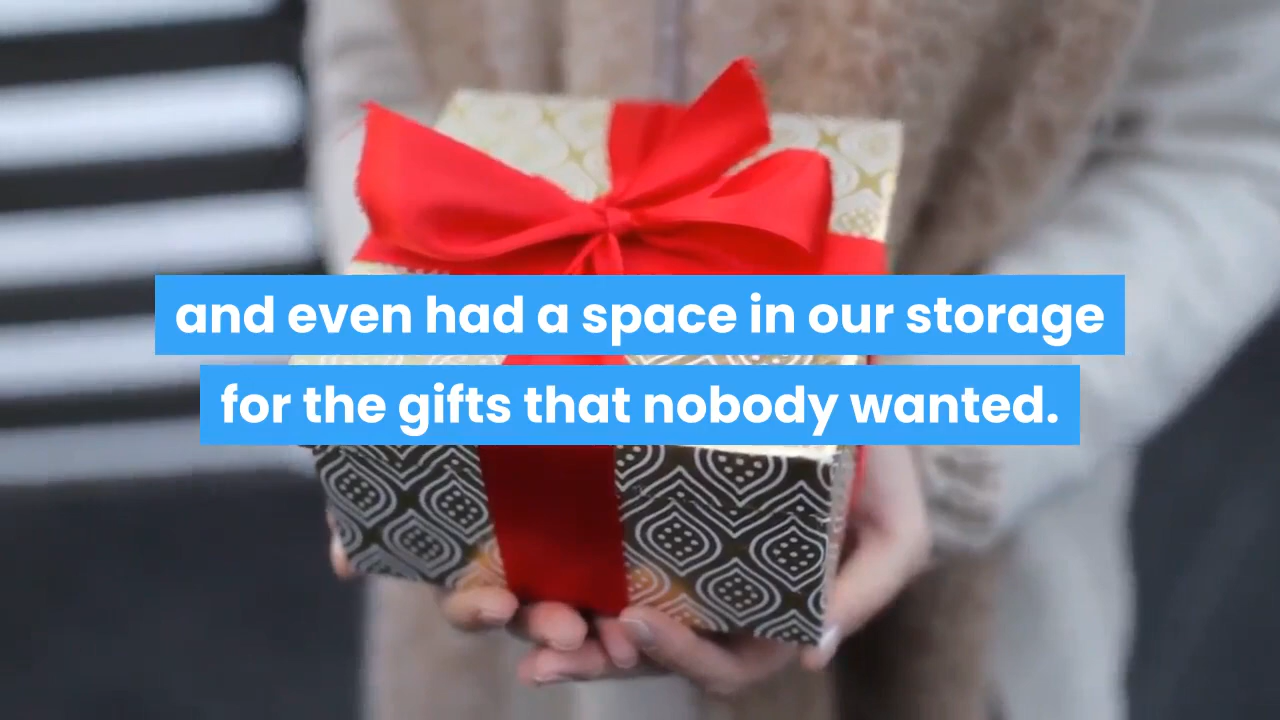 and even had a space in our storage
for the gifts that nobody wanted.